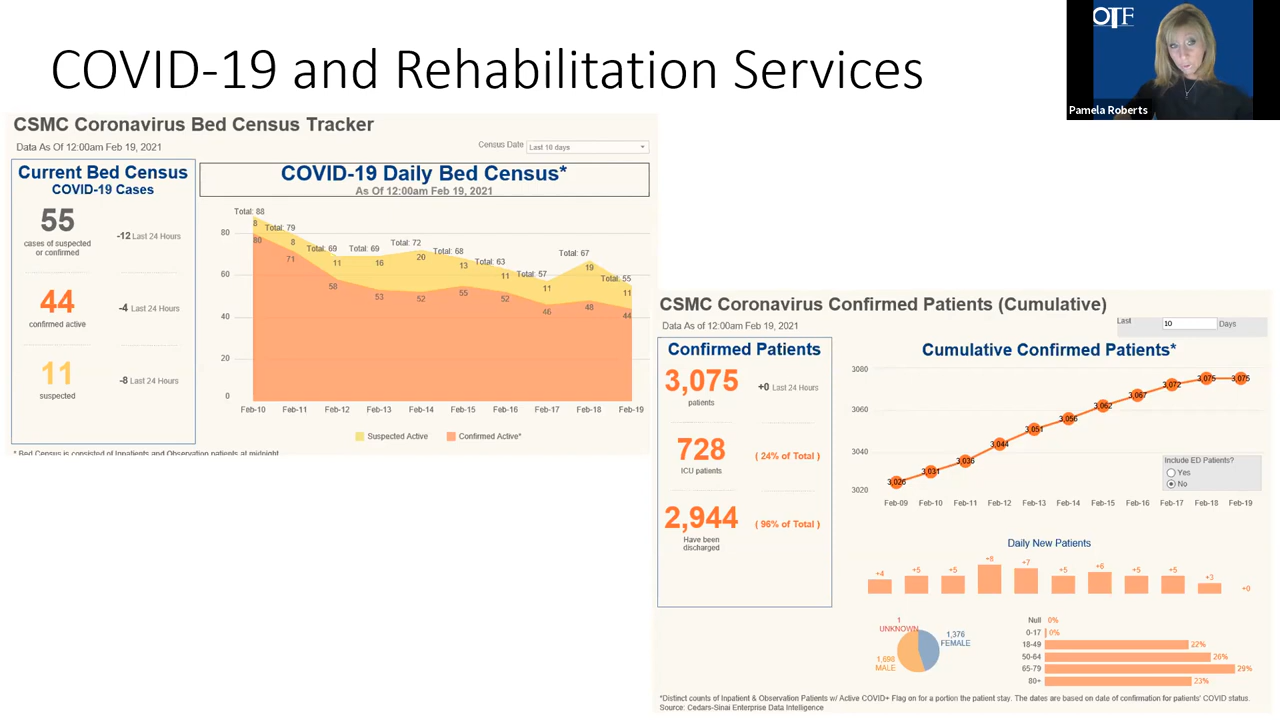 COVID-19 and Rehabilitation Services
OTF
Pamela Roberts
CSMC Coronavirus Bed Census Tracker
Data As Of 12:00am Feb 19, 2021
Census Date
Last 10 days
Current Bed Census
COVID-19 Cases
55
cases of suspected
or confirmed
-12 Last 24 Hours
44
confirmed active
-4 Last 24 Hours
11
suspected
-8 Last 24 Hours
COVID-19 Daily Bed Census*
As Of 12:00am Feb 19, 2021
80
60
40
20
0
Total: 88
Total: 79
Total: 69
Total: 69
Total: 72
Total: 68
Total: 63
Total: 57
Total: 67
Total: 55
8 8 11 16 20 13 11 11 19 11
80 71 58 53 52 55 52 46 48 44
Feb-10 Feb-11 Feb-12 Feb-13 Feb-14 Feb-15 Feb-16 Feb-17 Feb-18 Feb-19
Suspected Active Confirmed Active*
* Bed Census is consisted of Inpatients and Observation patients at midnight
CSMC Coronavirus Confirmed Patients (Cumulative)
Data As of 12:00am Feb 19, 2021
Last 10 Days
Confirmed Patients
3,075
patients
+0 Last 24 Hours
728
ICU patients
( 24% of Total )
2,944
Have been
discharged
( 96% of Total )
Cumulative Confirmed Patients*
3080
3060
3040
3020
3,026 3,031 3,036 3,044 3,051 3,056 3,062 3,067 3,072 3,075 3,075
Include ED Patients?
Yes
No
Feb-09 Feb-10 Feb-11 Feb-12 Feb-13 Feb-14 Feb-15 Feb-16 Feb-17 Feb-18 Feb-19
Daily New Patients
+4 +5 +5 +8 +7 +5 +6 +5 +5 +3 +0
1
UNKNOWN
1,376
FEMALE
1,698
MALE
Null 0%
0-17 0%
18-49 22%
50-64 26%
65-79 29%
80+ 23%
*Distinct counts of Inpatient & Observation Patients w/ Active COVID+ Flag on for a portion the patient stay. The dates are based on date of confirmation for patients' COVID status.
Source: Cedars-Sinai Enterprise Data Intelligence